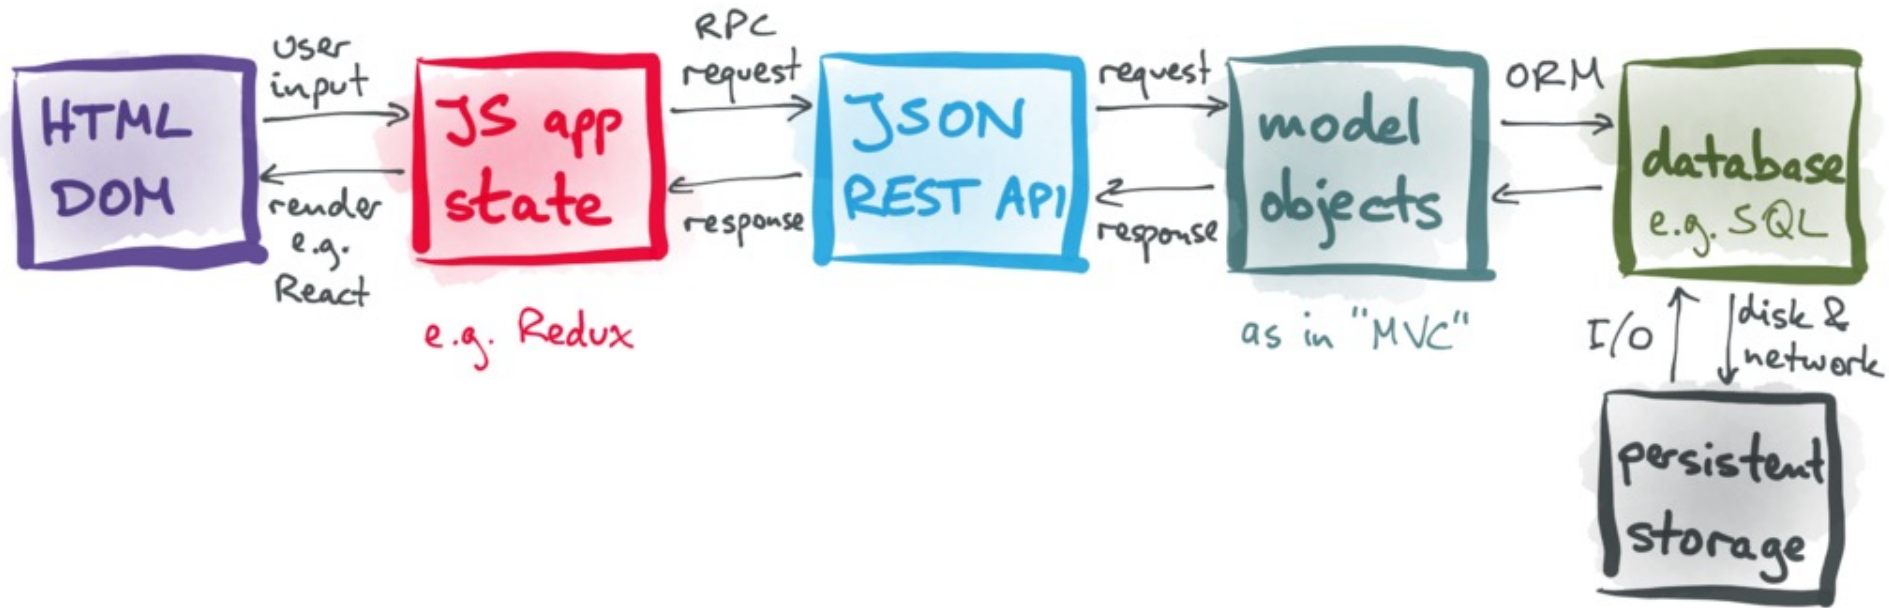 HTML
DOM
user
input
render
e.g.
React
JS app
state
e.g. Redux
RPC
request
response
JSON
REST API
request
response
model
objects
as in "MVC"
ORM
database
e.g. SQL
I/O
disk &
network
persistent
storage